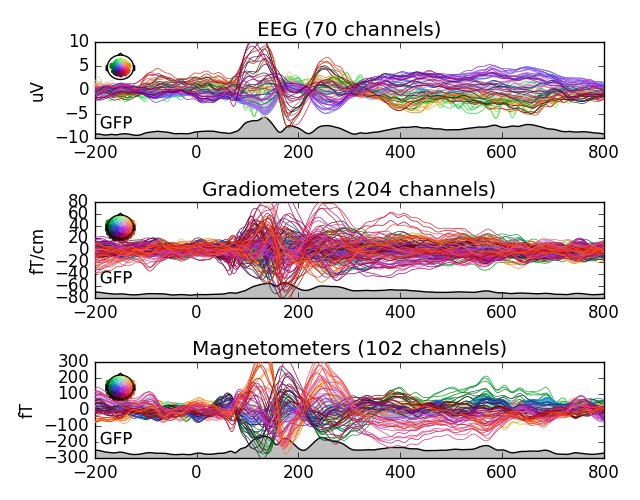 EEG (70 channels)
10
5
0
−5
−10
uV
GFP
−200 0 200 400 600 800
Gradiometers (204 channels)
80
60
40
20
0
−20
−40
−60
−80
fT/cm
GFP
−200 0 200 400 600 800
Magnetometers (102 channels)
300
200
100
0
−100
−200
−300
fT
GFP
−200 0 200 400 600 800